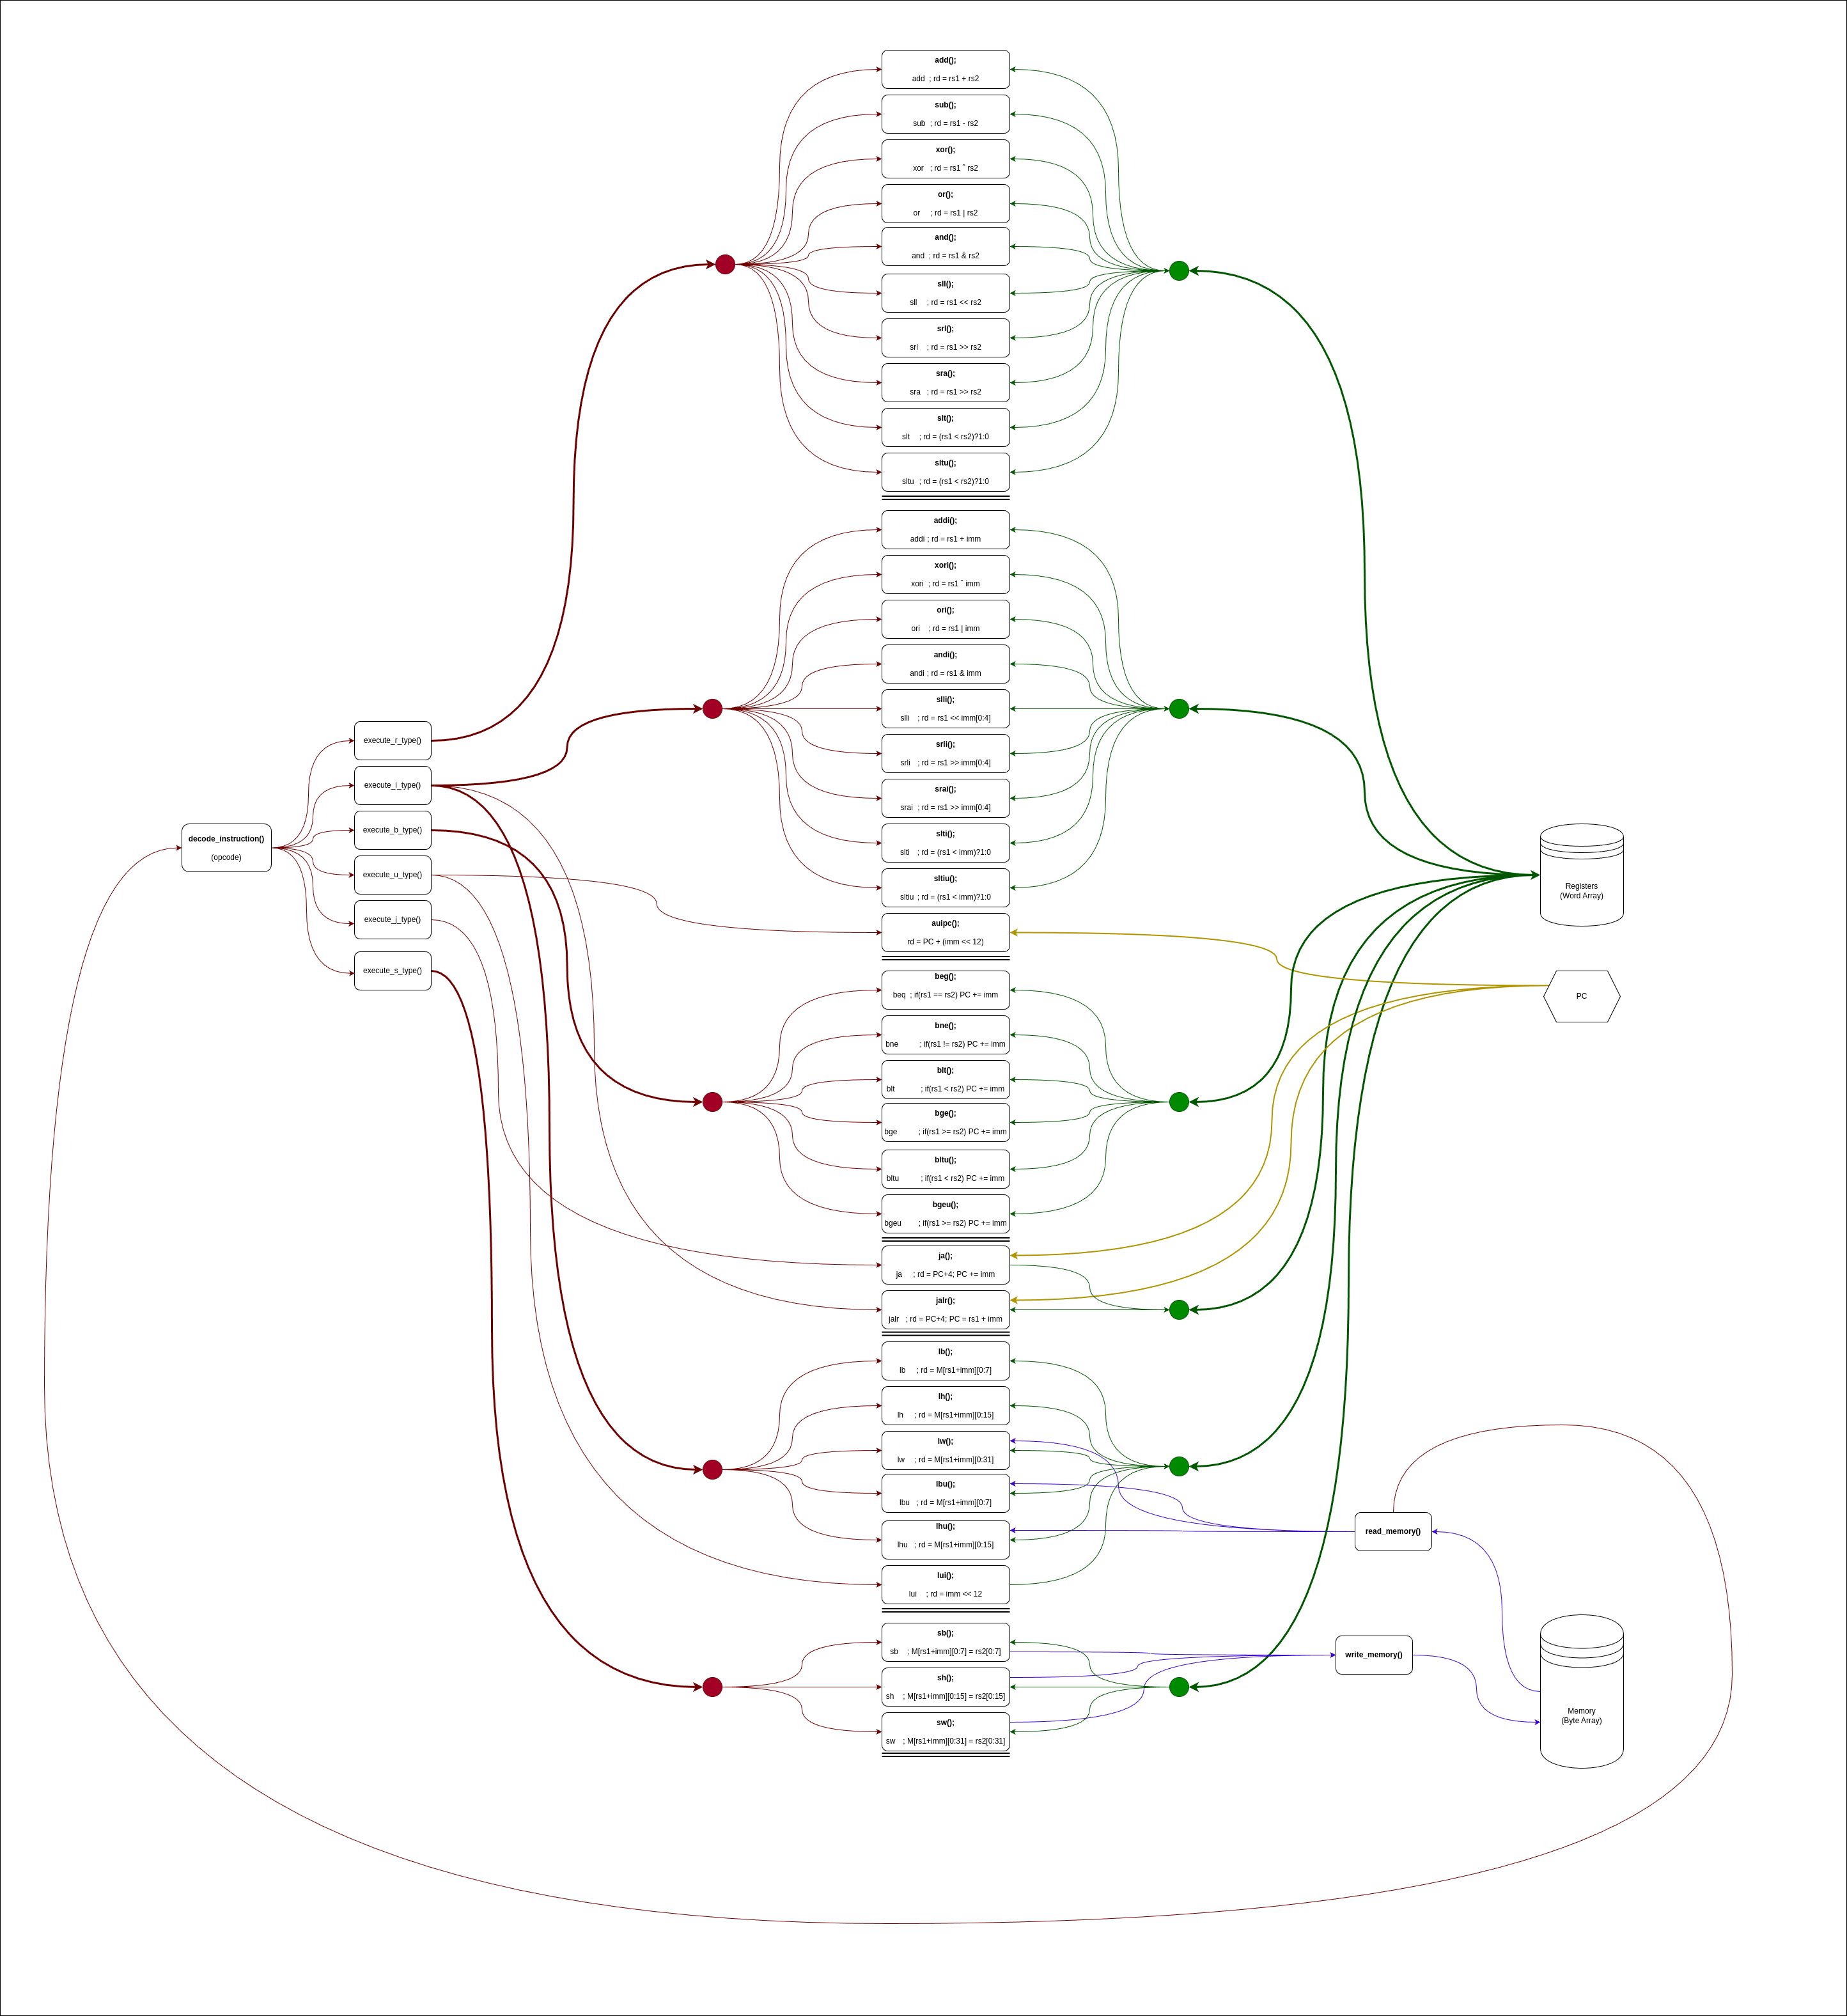 add();
add ; rd = rs1 + rs2
sub();
sub ; rd = rs1 - rs2
xor();
xor ; rd = rs1 ˆ rs2
or();
or ; rd = rs1 | rs2
and();
and ; rd = rs1 & rs2
sll();
sll ; rd = rs1 << rs2
srl();
srl ; rd = rs1 >> rs2
sra();
sra ; rd = rs1 >> rs2
slt();
slt ; rd = (rs1 < rs2)?1:0
sltu();
sltu ; rd = (rs1 < rs2)?1:0
addi();
addi ; rd = rs1 + imm
xori();
xori ; rd = rs1 ˆ imm
ori();
ori ; rd = rs1 | imm
andi();
andi ; rd = rs1 & imm
slli();
slli ; rd = rs1 << imm[0:4]
srli();
srli ; rd = rs1 >> imm[0:4]
srai();
srai ; rd = rs1 >> imm[0:4]
slti();
slti ; rd = (rs1 < imm)?1:0
sltiu();
sltiu ; rd = (rs1 < imm)?1:0
auipc();
rd = PC + (imm << 12)
beg();
beq ; if(rs1 == rs2) PC += imm
bne();
bne ; if(rs1 != rs2) PC += imm
blt();
blt ; if(rs1 < rs2) PC += imm
bge();
bge ; if(rs1 >= rs2) PC += imm
bltu();
bltu ; if(rs1 < rs2) PC += imm
bgeu();
bgeu ; if(rs1 >= rs2) PC += imm
ja();
ja ; rd = PC+4; PC += imm
jalr();
jalr ; rd = PC+4; PC = rs1 + imm
lb();
lb ; rd = M[rs1+imm][0:7]
lh();
lh ; rd = M[rs1+imm][0:15]
lw();
lw ; rd = M[rs1+imm][0:31]
lbu();
lbu ; rd = M[rs1+imm][0:7]
lhu();
lhu ; rd = M[rs1+imm][0:15]
lui();
lui ; rd = imm << 12
sb();
sb ; M[rs1+imm][0:7] = rs2[0:7]
sh();
sh ; M[rs1+imm][0:15] = rs2[0:15]
sw();
sw ; M[rs1+imm][0:31] = rs2[0:31]
decode_instruction()
(opcode)
execute_r_type()
execute_i_type()
execute_b_type()
execute_u_type()
execute_j_type()
execute_s_type()
Registers
(Word Array)
PC
read_memory()
write_memory()
Memory
(Byte Array)